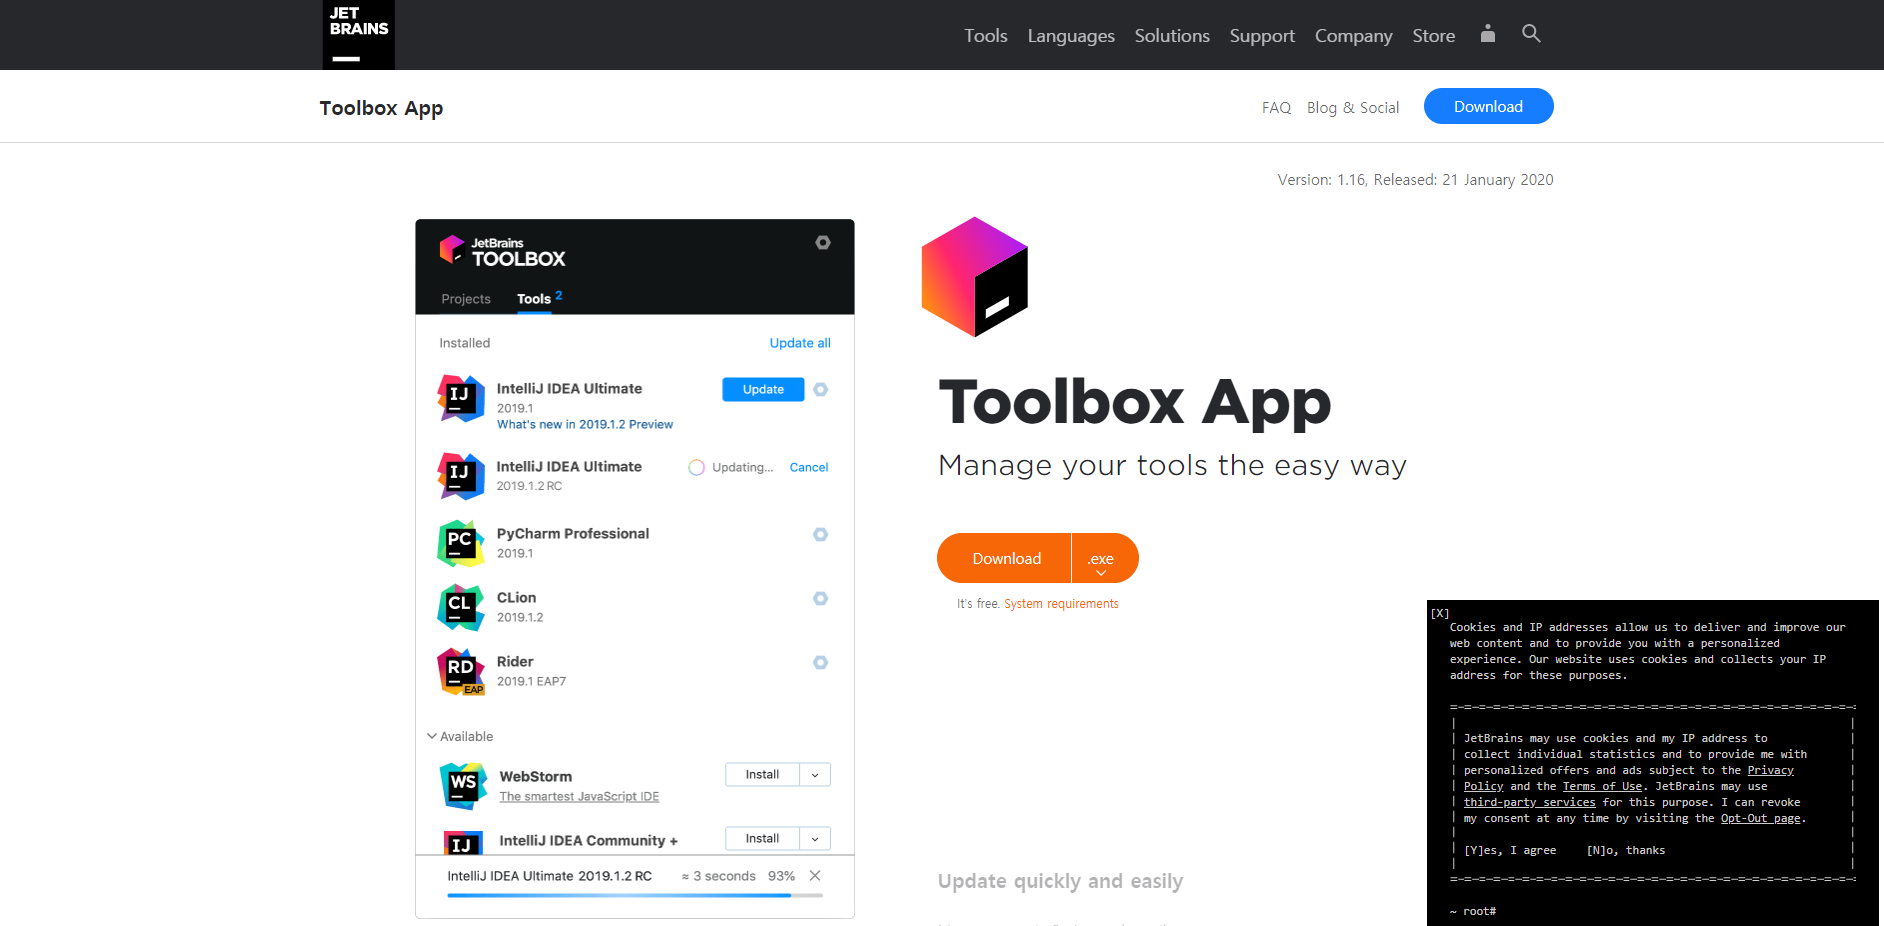 JET
BRAINS
Tools Languages Solutions Support Company Store
Toolbox App
FAQ Blog & Social Download
Version: 1.16, Released: 21 January 2020
JetBrains
TOOLBOX
Projects Tools 2
Installed Update all
IntelliJ IDEA Ultimate Update
2019.1
What's new in 2019.1.2 Preview
IntelliJ IDEA Ultimate Updating... Cancel
2019.1.2 RC
PyCharm Professional
2019.1
CLion
2019.1.2
Rider
2019.1 EAP7
Available
WebStorm Install
The smartest JavaScript IDE
IntelliJ IDEA Community + Install
IntelliJ IDEA Ultimate 2019.1.2 RC ≈ 3 seconds 93%
IJ
IJ
PC
CL
RD
EAP
WS
IJ
Toolbox App
Manage your tools the easy way
Download .exe
It's free. System requirements
Update quickly and easily
[X]
Cookies and IP addresses allow us to deliver and improve our
web content and to provide you with a personalized
experience. Our website uses cookies and collects your IP
address for these purposes.
JetBrains may use cookies and my IP address to
collect individual statistics and to provide me with
personalized offers and ads subject to the Privacy
Policy and the Terms of Use. JetBrains may use
third-party services for this purpose. I can revoke
my consent at any time by visiting the Opt-Out page.
[Y]es, I agree [N]o, thanks
~ root#